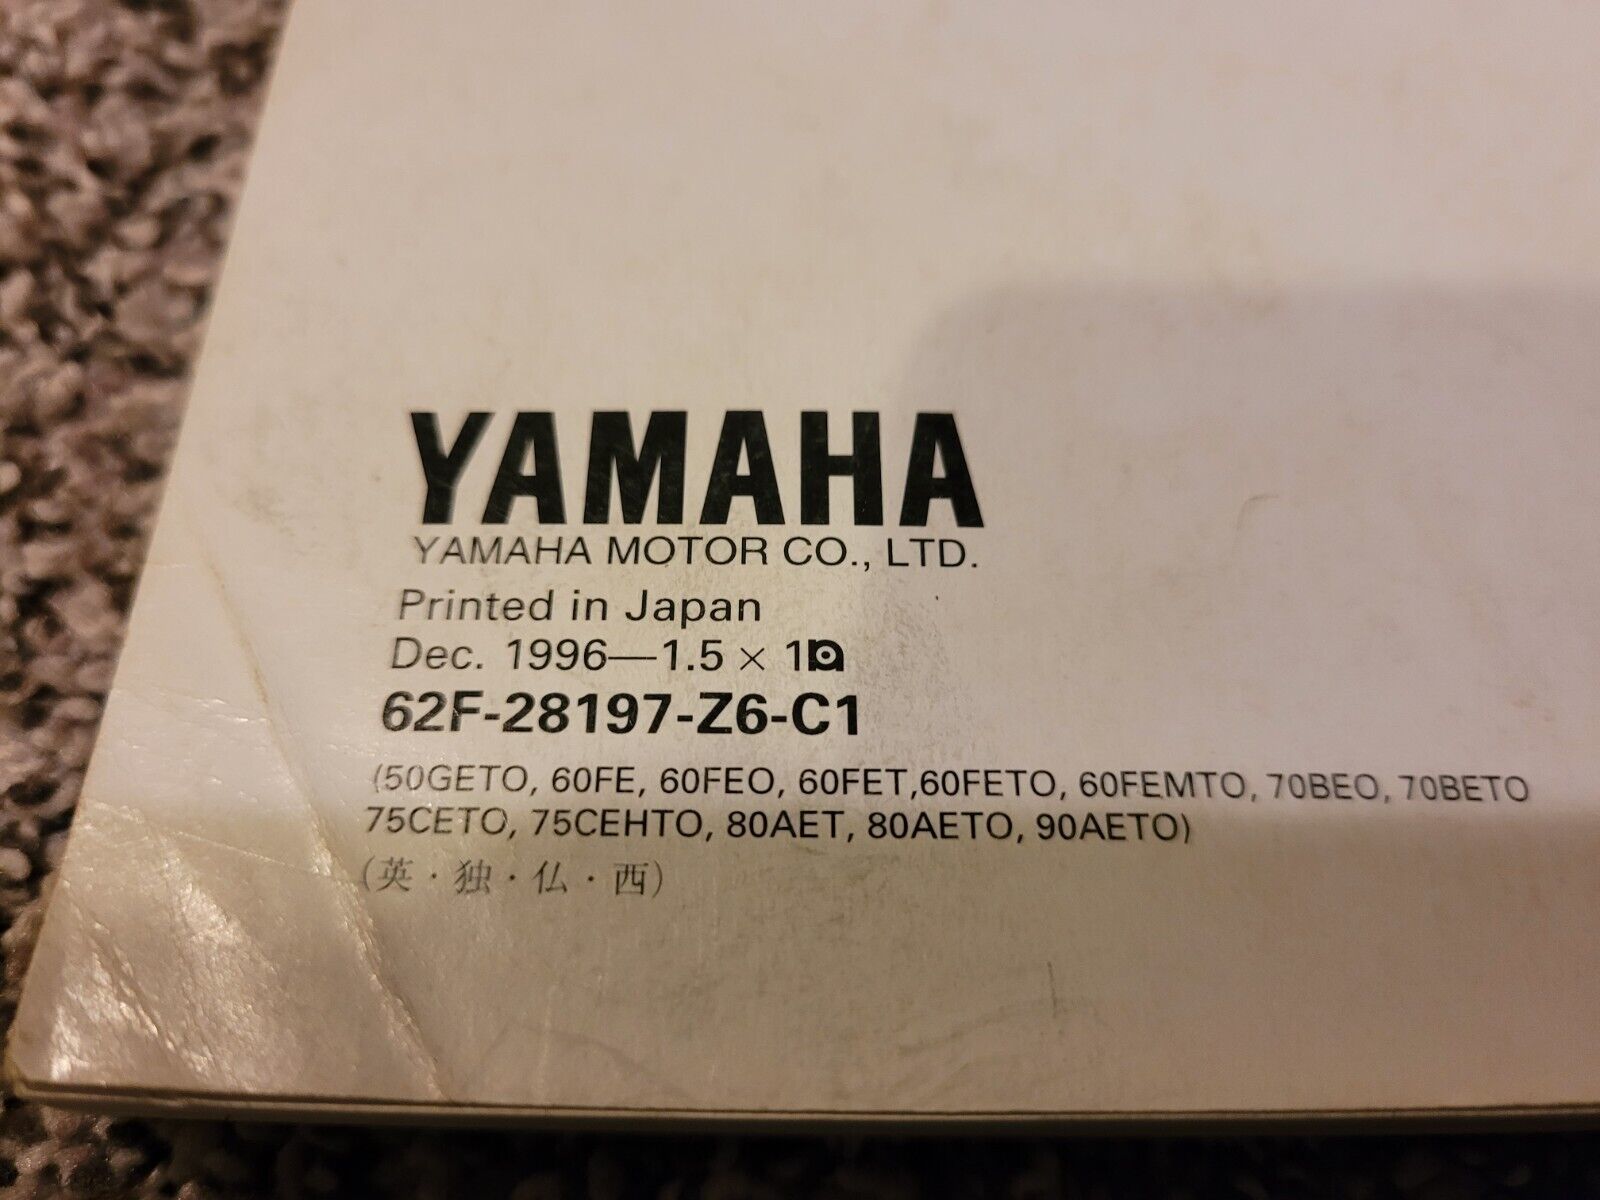 YAMAHA
YAMAHA MOTOR CO., LTD.
Printed in Japan
Dec. 1996—1.5 × 1
62F-28197-Z6-C1
(50GETO, 60FE, 60FEO, 60FET,60FETO, 60FEMTO, 70BEO, 70BETO
75CETO, 75CEHTO, 80AET, 80AETO, 90AETO)
(英・独・仏・西)